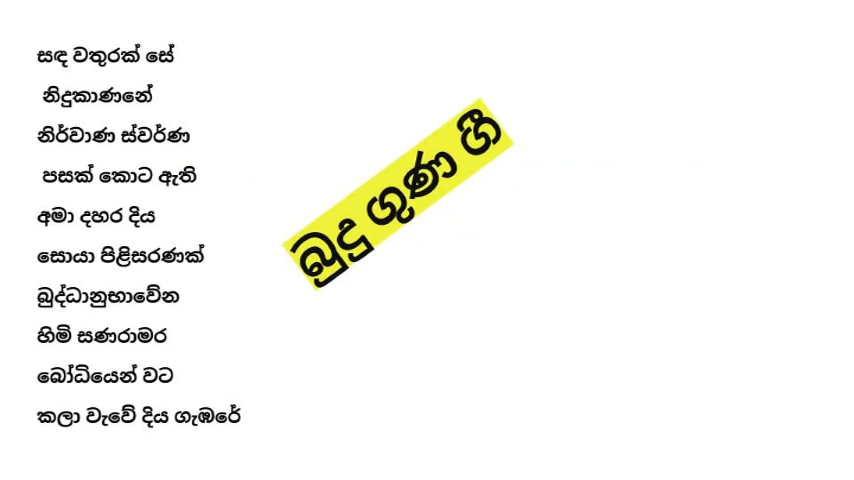 සඳ වතුරක් සේ
නිදුකාණනේ
නිර්වාණ ස්වර්ණ
පසක් කොට ඇති
අමා දහර දිය
සොයා පිළිසරණක්
බුද්ධානුභාවේන
හිමි සණරාමර
බෝධියෙන් වට
කලා වැවේ දිය ගැඹරේ
බුදු ගුණ ගී